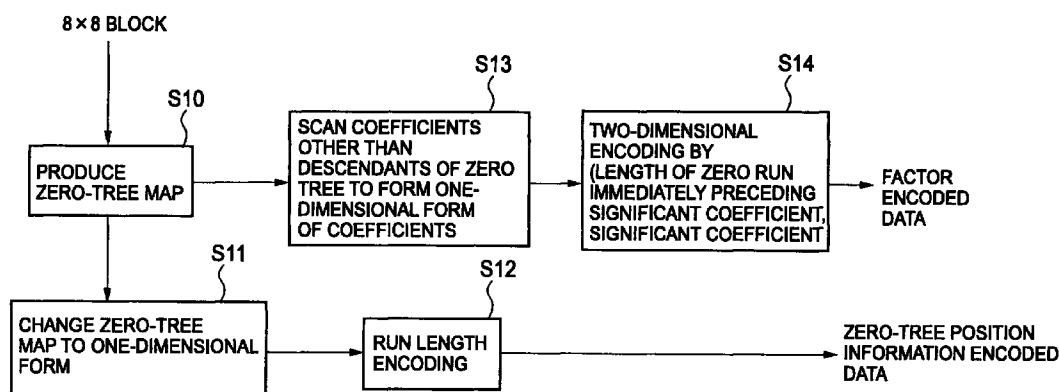 8 × 8 BLOCK
S10
PRODUCE
ZERO-TREE MAP
S13
SCAN COEFFICIENTS
OTHER THAN
DESCENDANTS OF ZERO
TREE TO FORM ONE-
DIMENSIONAL FORM
OF COEFFICIENTS
S14
TWO-DIMENSIONAL
ENCODING BY
(LENGTH OF ZERO RUN
IMMEDIATELY PRECEDING
SIGNIFICANT COEFFICIENT,
SIGNIFICANT COEFFICIENT
FACTOR
ENCODED
DATA
S11
CHANGE ZERO-TREE
MAP TO ONE-DIMENSIONAL
FORM
S12
RUN LENGTH
ENCODING
ZERO-TREE POSITION
INFORMATION ENCODED
DATA